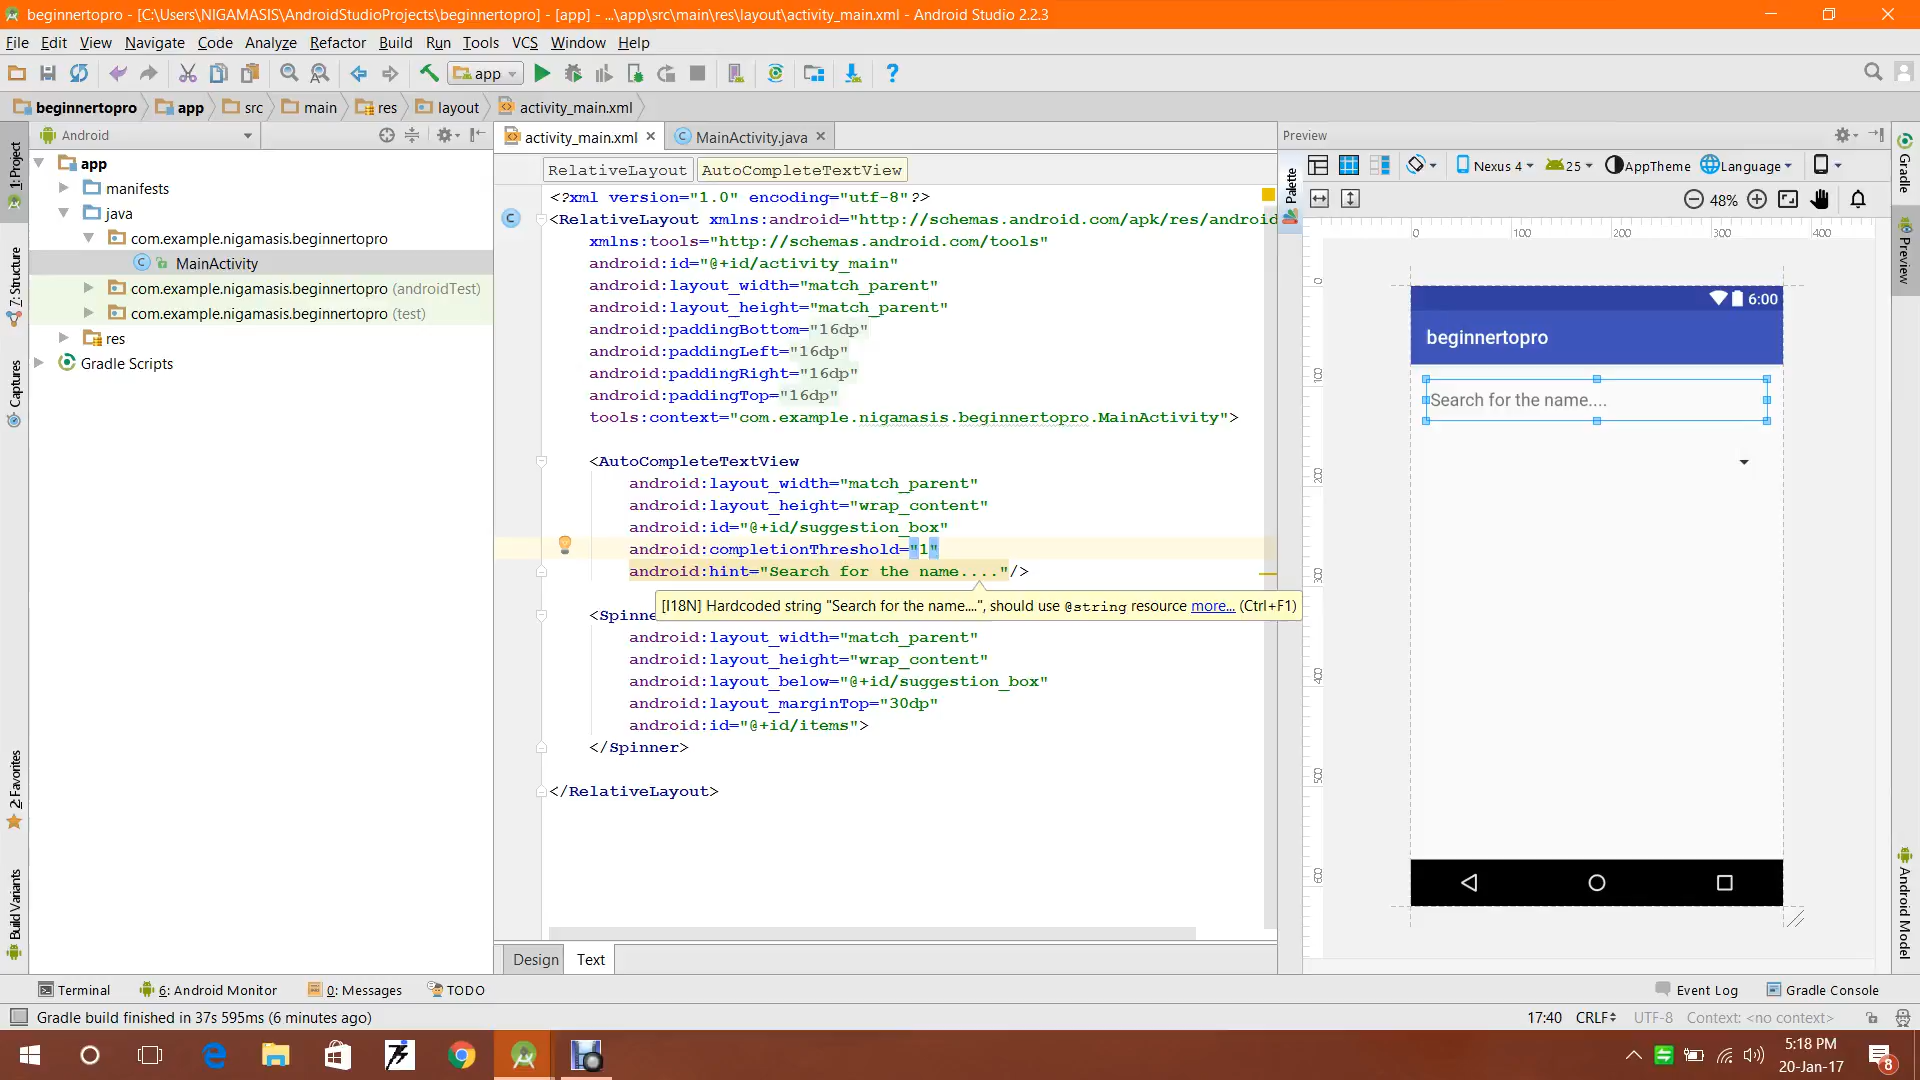 beginnertopro - [C:\Users\NIGAMASIS\AndroidStudioProjects\beginnertopro] - [app] - ...\app\src\main\res\layout\activity_main.xml - Android Studio 2.2.3
File Edit View Navigate Code Analyze Refactor Build Run Tools VCS Window Help
app
beginnertopro app src main res layout activity_main.xml
Android
activity_main.xml MainActivity.java
Preview
1: Project
7: Structure
Captures
2: Favorites
Build Variants
app
manifests
java
com.example.nigamasis.beginnertopro
MainActivity
com.example.nigamasis.beginnertopro (androidTest)
com.example.nigamasis.beginnertopro (test)
res
Gradle Scripts
RelativeLayout AutoCompleteTextView
<?xml version="1.0" encoding="utf-8"?>
<RelativeLayout xmlns:android="http://schemas.android.com/apk/res/android
xmlns:tools="http://schemas.android.com/tools"
android:id="@+id/activity_main"
android:layout_width="match_parent"
android:layout_height="match_parent"
android:paddingBottom="16dp"
android:paddingLeft="16dp"
android:paddingRight="16dp"
android:paddingTop="16dp"
tools:context="com.example.nigamasis.beginnertopro.MainActivity">
<AutoCompleteTextView
android:layout_width="match_parent"
android:layout_height="wrap_content"
android:id="@+id/suggestion_box"
android:completionThreshold="1"
android:hint="Search for the name...."/>
[I18N] Hardcoded string "Search for the name....", should use @string resource more... (Ctrl+F1)
<Spinne
android:layout_width="match_parent"
android:layout_height="wrap_content"
android:layout_below="@+id/suggestion_box"
android:layout_marginTop="30dp"
android:id="@+id/items">
</Spinner>
</RelativeLayout>
Design Text
Palette
Nexus 4 25 AppTheme Language
48%
0 100 200 300 400
0
100
200
300
400
500
600
6:00
beginnertopro
Search for the name....
Gradle
Preview
Android Model
Terminal 6: Android Monitor 0: Messages TODO Event Log Gradle Console
Gradle build finished in 37s 595ms (6 minutes ago) 17:40 CRLF UTF-8 Context: <no context>
5:18 PM
20-Jan-17
8